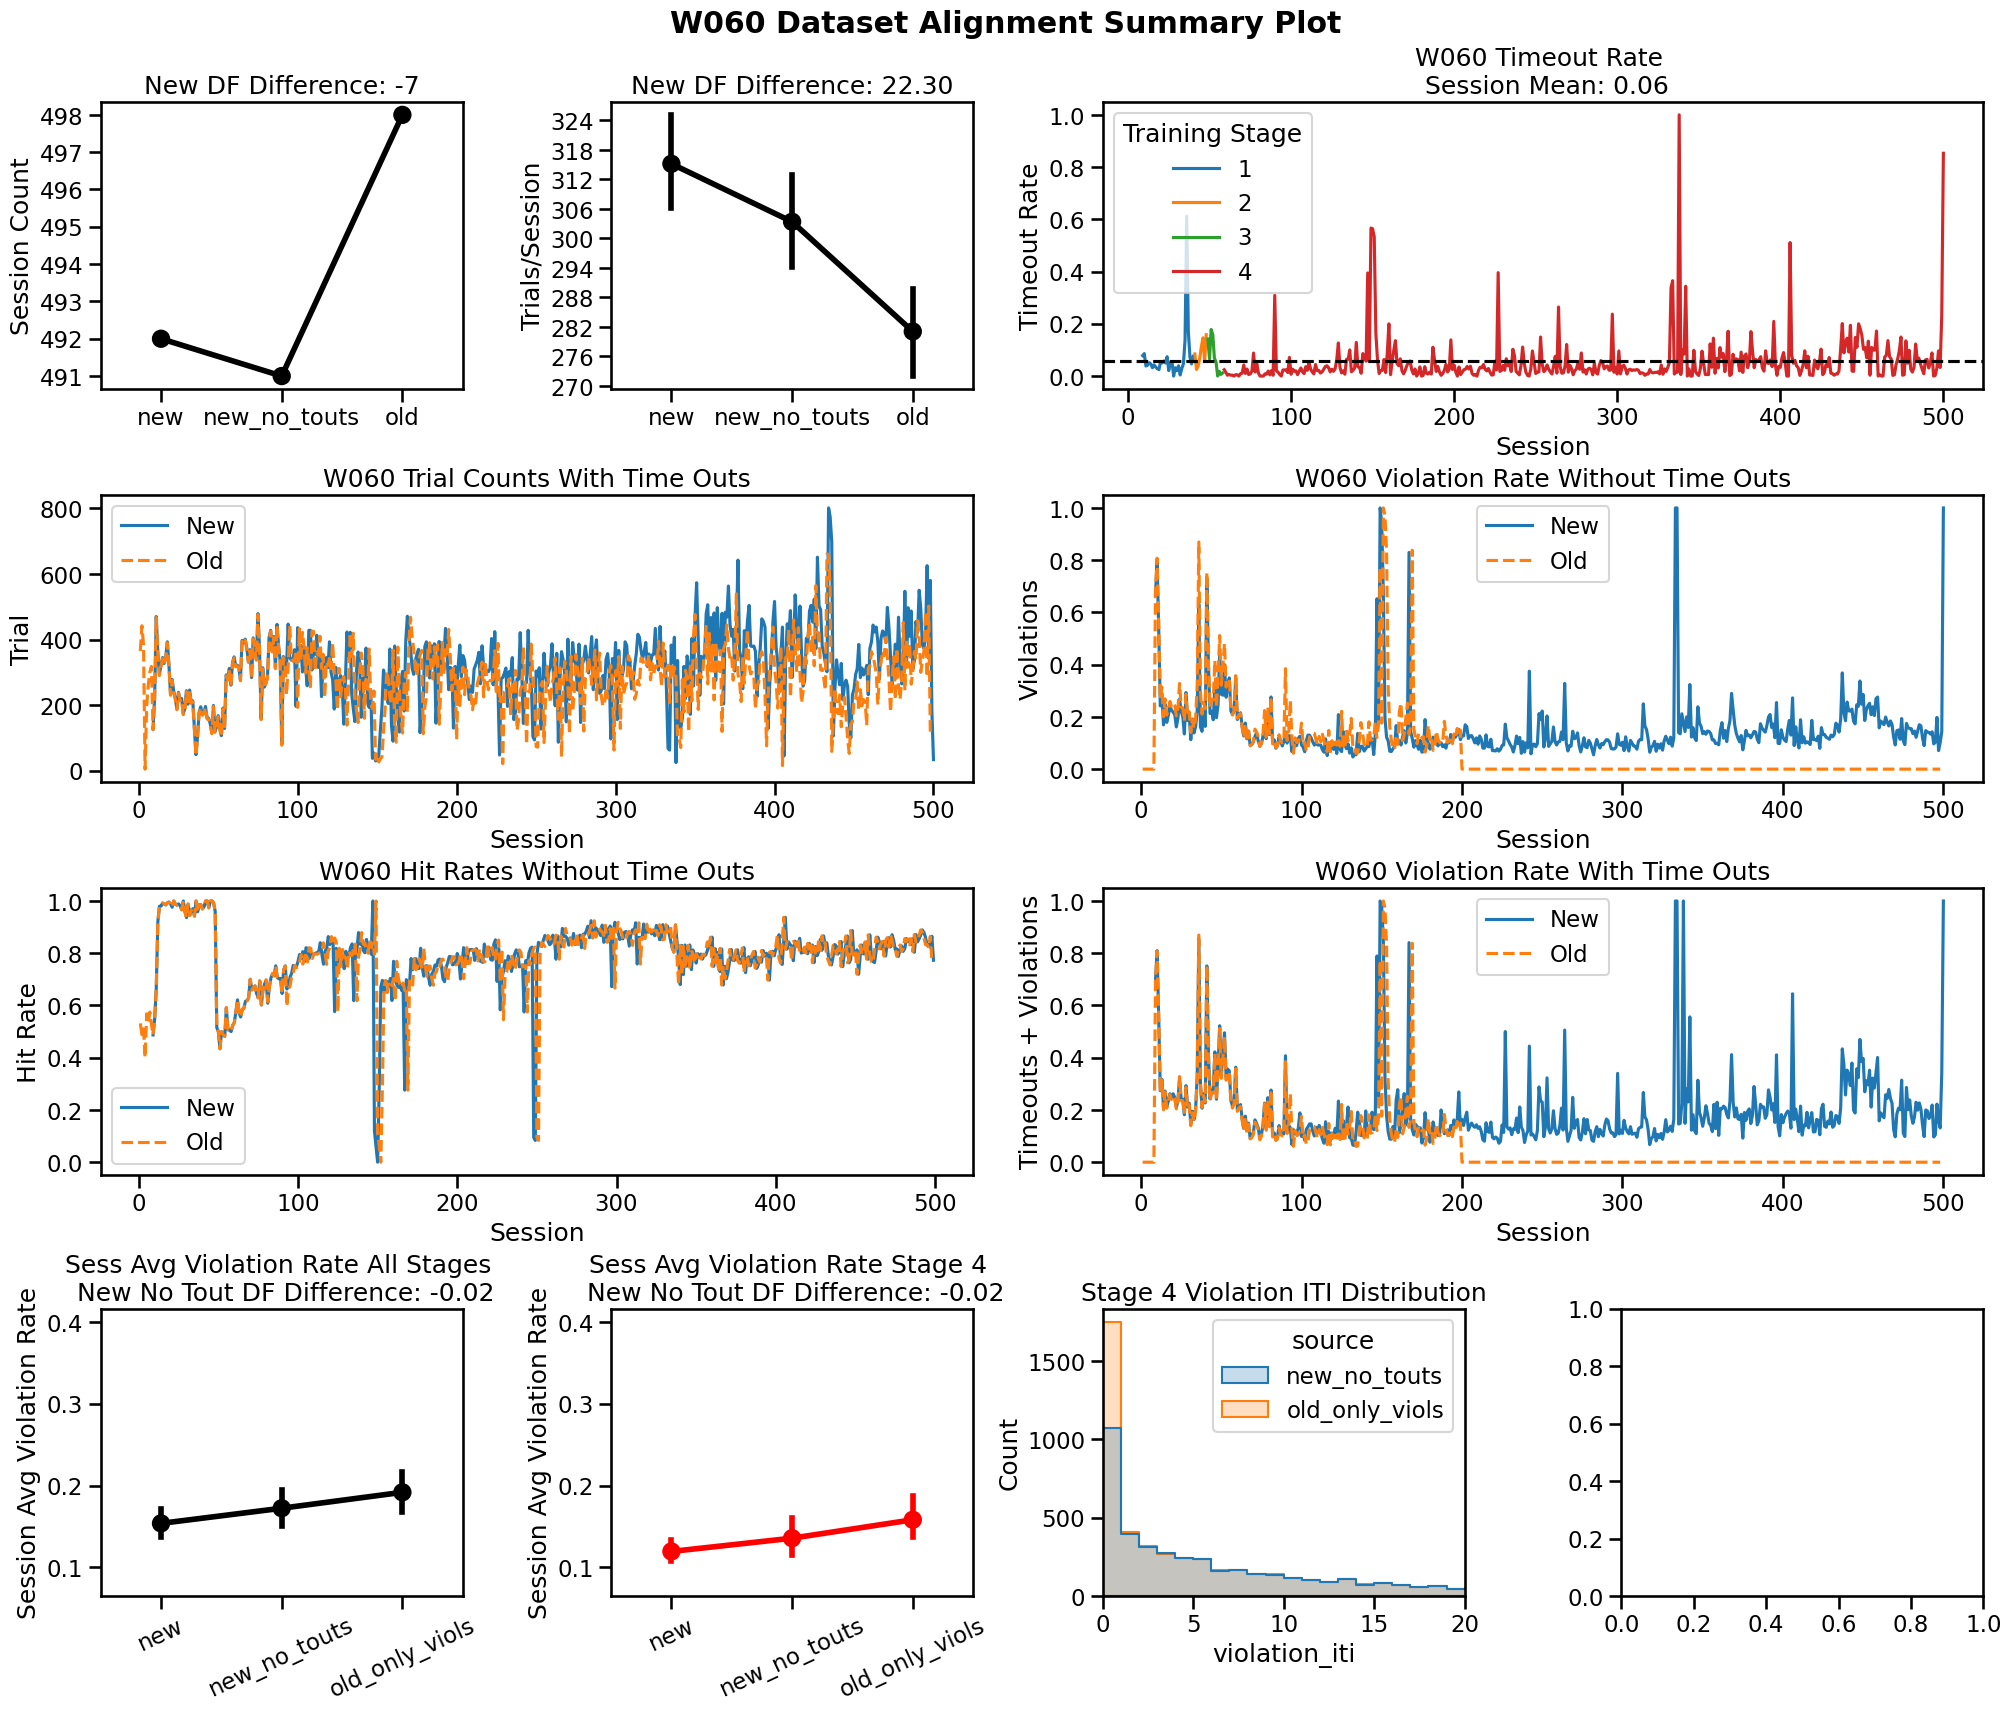 W060 Dataset Alignment Summary Plot
New DF Difference: -7
498
497
496
495
494
493
492
491
Session Count
new
new_no_touts
old
New DF Difference: 22.30
324
318
312
306
300
294
288
282
276
270
Trials/Session
new
new_no_touts
old
W060 Timeout Rate
Session Mean: 0.06
1.0
0.8
0.6
0.4
0.2
0.0
Timeout Rate
Training Stage
1
2
3
4
0
100
200
300
400
500
Session
W060 Trial Counts With Time Outs
800
600
400
200
0
Trial
New
Old
0
100
200
300
400
500
Session
W060 Violation Rate Without Time Outs
1.0
0.8
0.6
0.4
0.2
0.0
Violations
New
Old
0
100
200
300
400
500
Session
W060 Hit Rates Without Time Outs
1.0
0.8
0.6
0.4
0.2
0.0
Hit Rate
New
Old
0
100
200
300
400
500
Session
W060 Violation Rate With Time Outs
1.0
0.8
0.6
0.4
0.2
0.0
Timeouts + Violations
New
Old
0
100
200
300
400
500
Session
Sess Avg Violation Rate All Stages
New No Tout DF Difference: -0.02
0.4
0.3
0.2
0.1
Session Avg Violation Rate
new
new_no_touts
old_only_viols
Sess Avg Violation Rate Stage 4
New No Tout DF Difference: -0.02
0.4
0.3
0.2
0.1
Session Avg Violation Rate
new
new_no_touts
old_only_viols
Stage 4 Violation ITI Distribution
1500
1000
500
0
Count
source
new_no_touts
old_only_viols
0
5
10
15
20
violation_iti
1.0
0.8
0.6
0.4
0.2
0.0
0.0
0.2
0.4
0.6
0.8
1.0